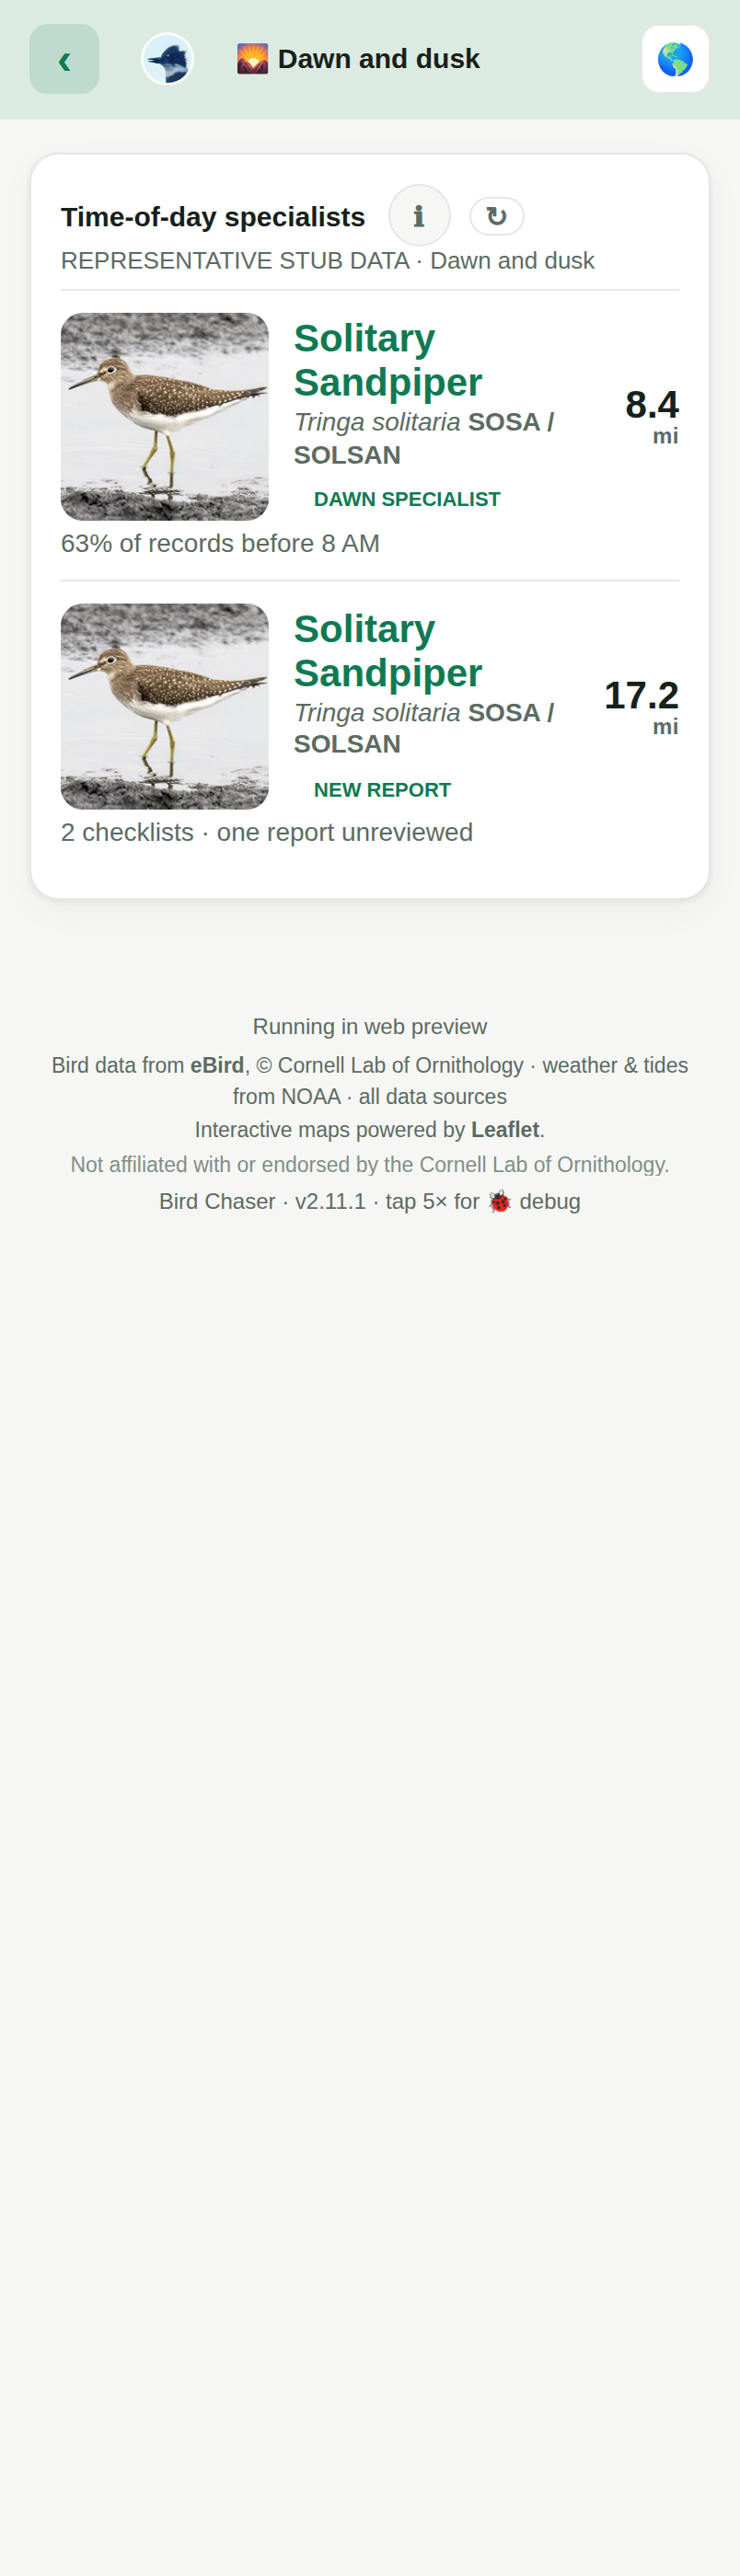 ‹ 🌄 Dawn and dusk 🌎
Time-of-day specialists ℹ ↻
REPRESENTATIVE STUB DATA · Dawn and dusk
Solitary
Sandpiper
Tringa solitaria SOSA /
SOLSAN
8.4
mi
DAWN SPECIALIST
63% of records before 8 AM
Solitary
Sandpiper
Tringa solitaria SOSA /
SOLSAN
17.2
mi
NEW REPORT
2 checklists · one report unreviewed
Running in web preview
Bird data from eBird, © Cornell Lab of Ornithology · weather & tides
from NOAA · all data sources
Interactive maps powered by Leaflet.
Not affiliated with or endorsed by the Cornell Lab of Ornithology.
Bird Chaser · v2.11.1 · tap 5× for 🐞 debug